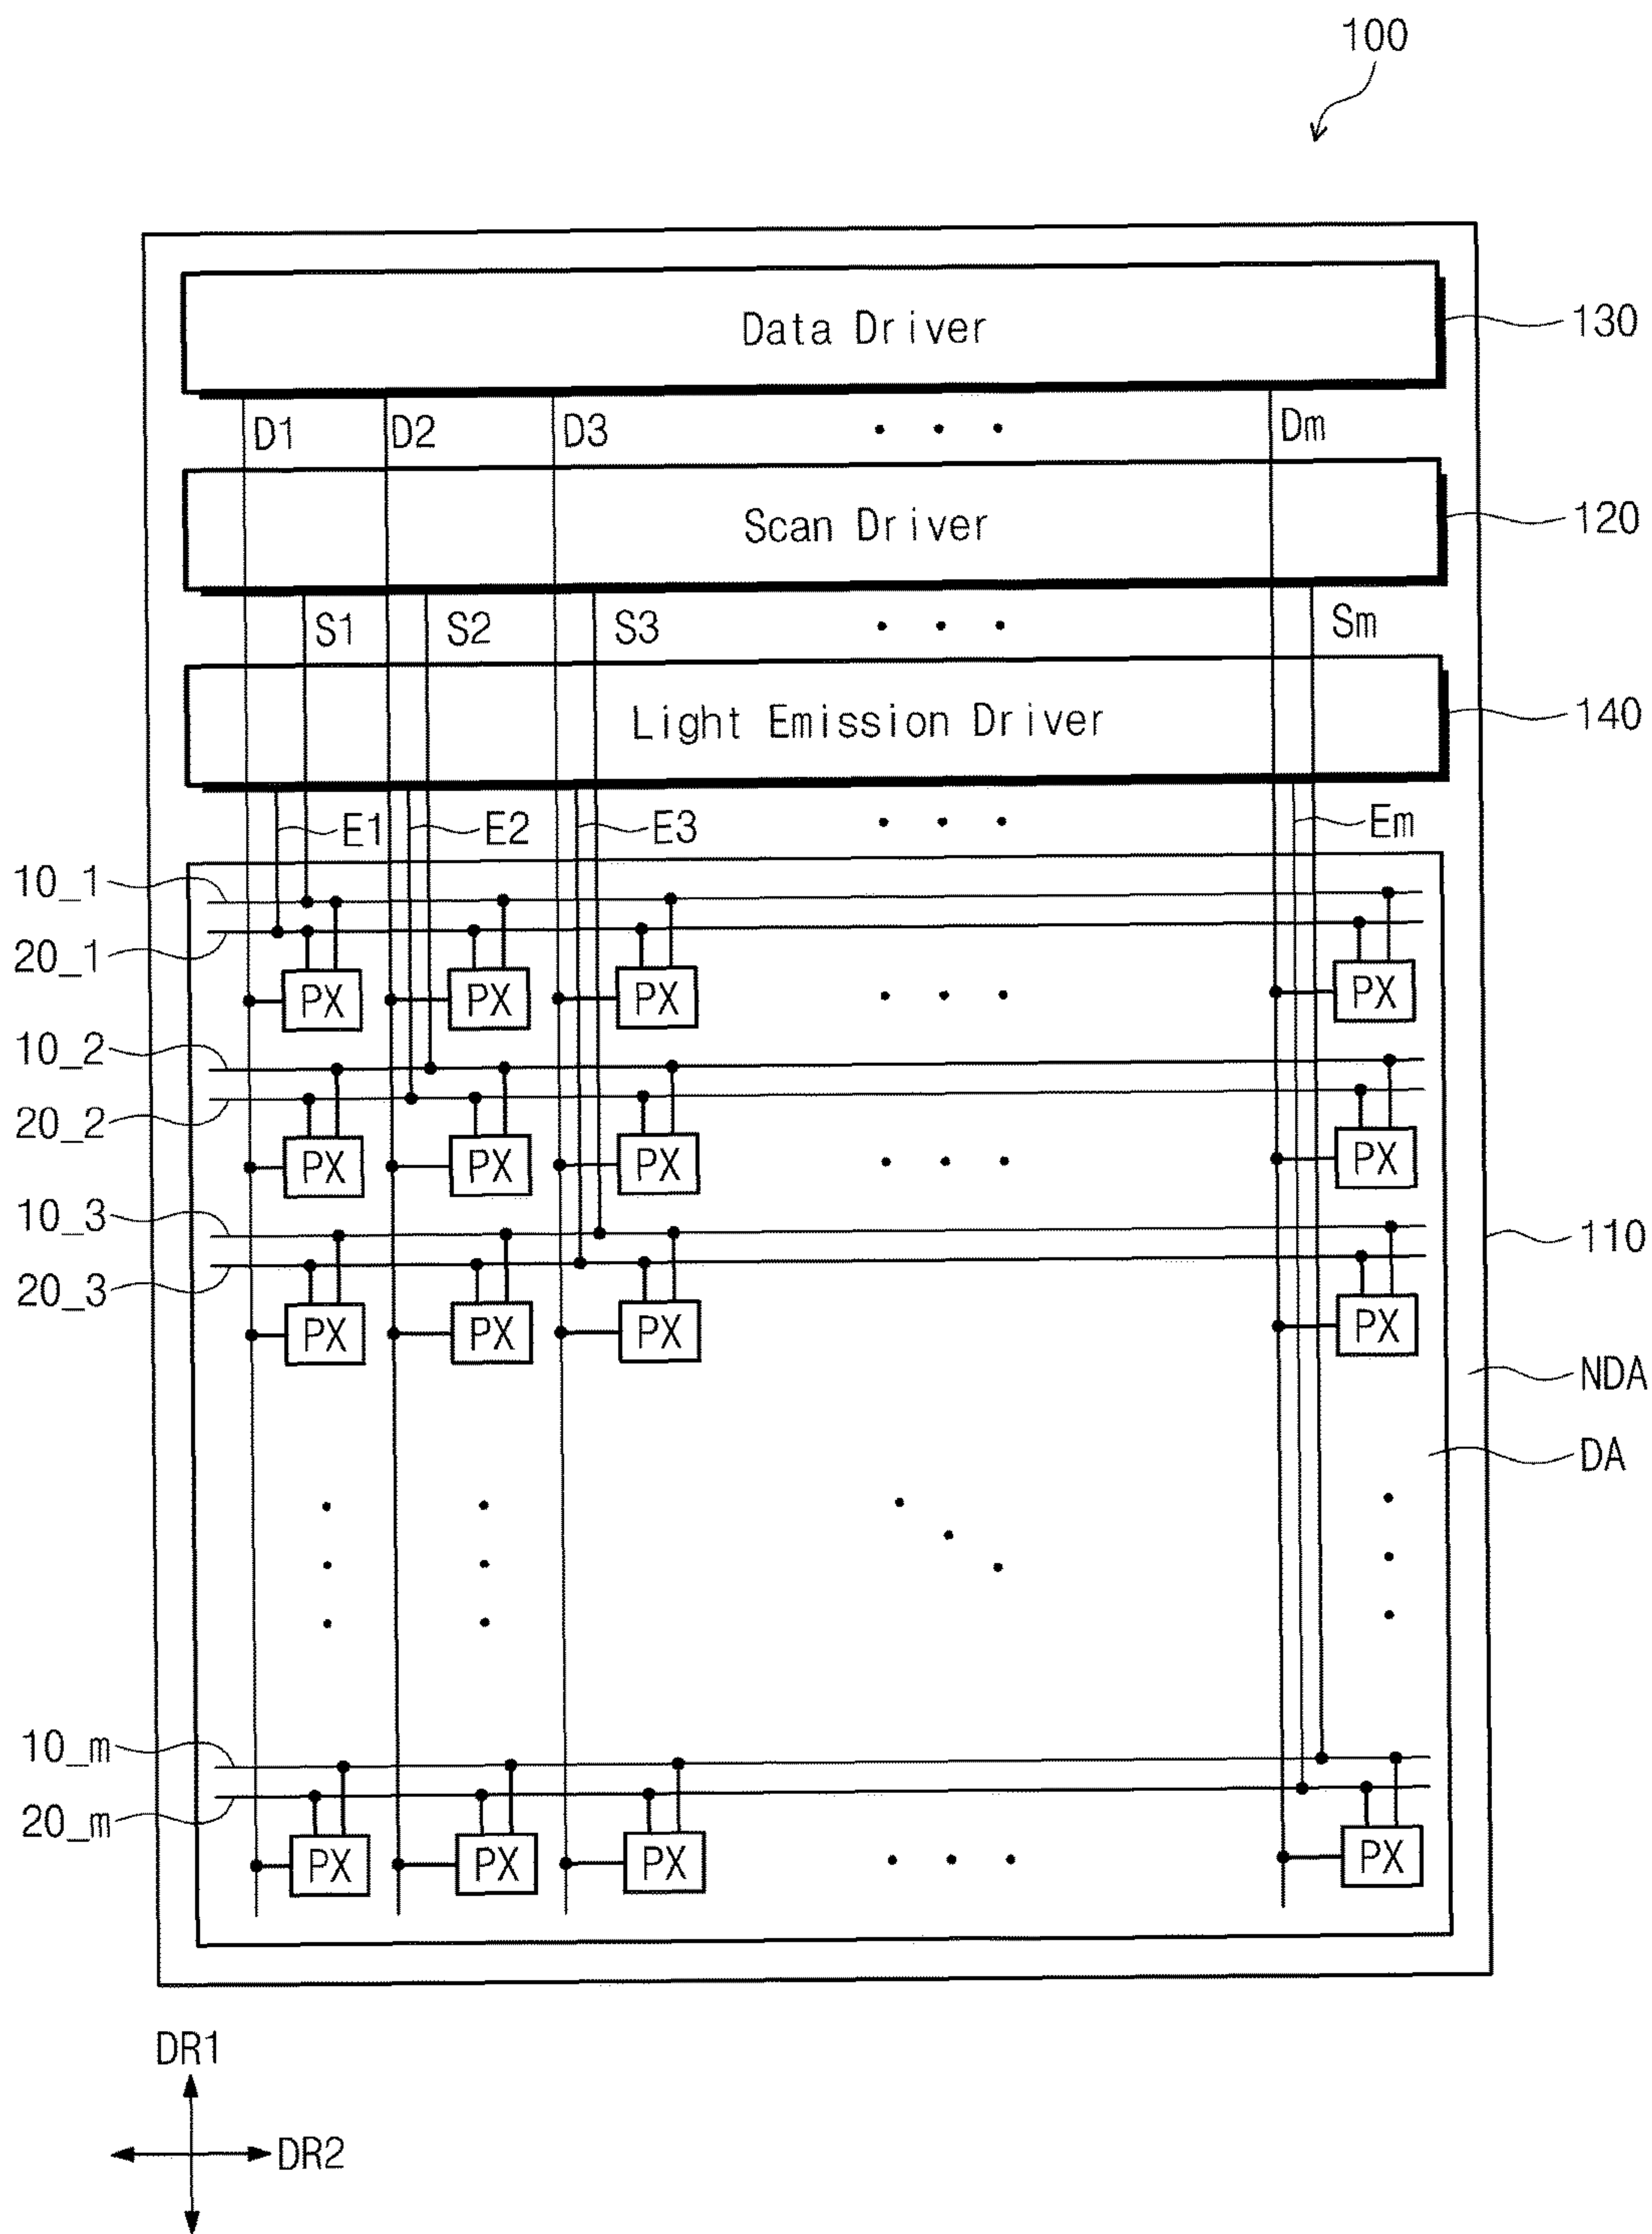 100
Data Driver
130
D1 D2 D3 Dm
Scan Driver
120
S1 S2 S3 Sm
Light Emission Driver
140
E1 E2 E3 Em
10_1
20_1
PX PX PX PX
10_2
20_2
PX PX PX PX
10_3
110
20_3
PX PX PX PX
NDA
DA
10_m
20_m
PX PX PX PX
DR1
DR2